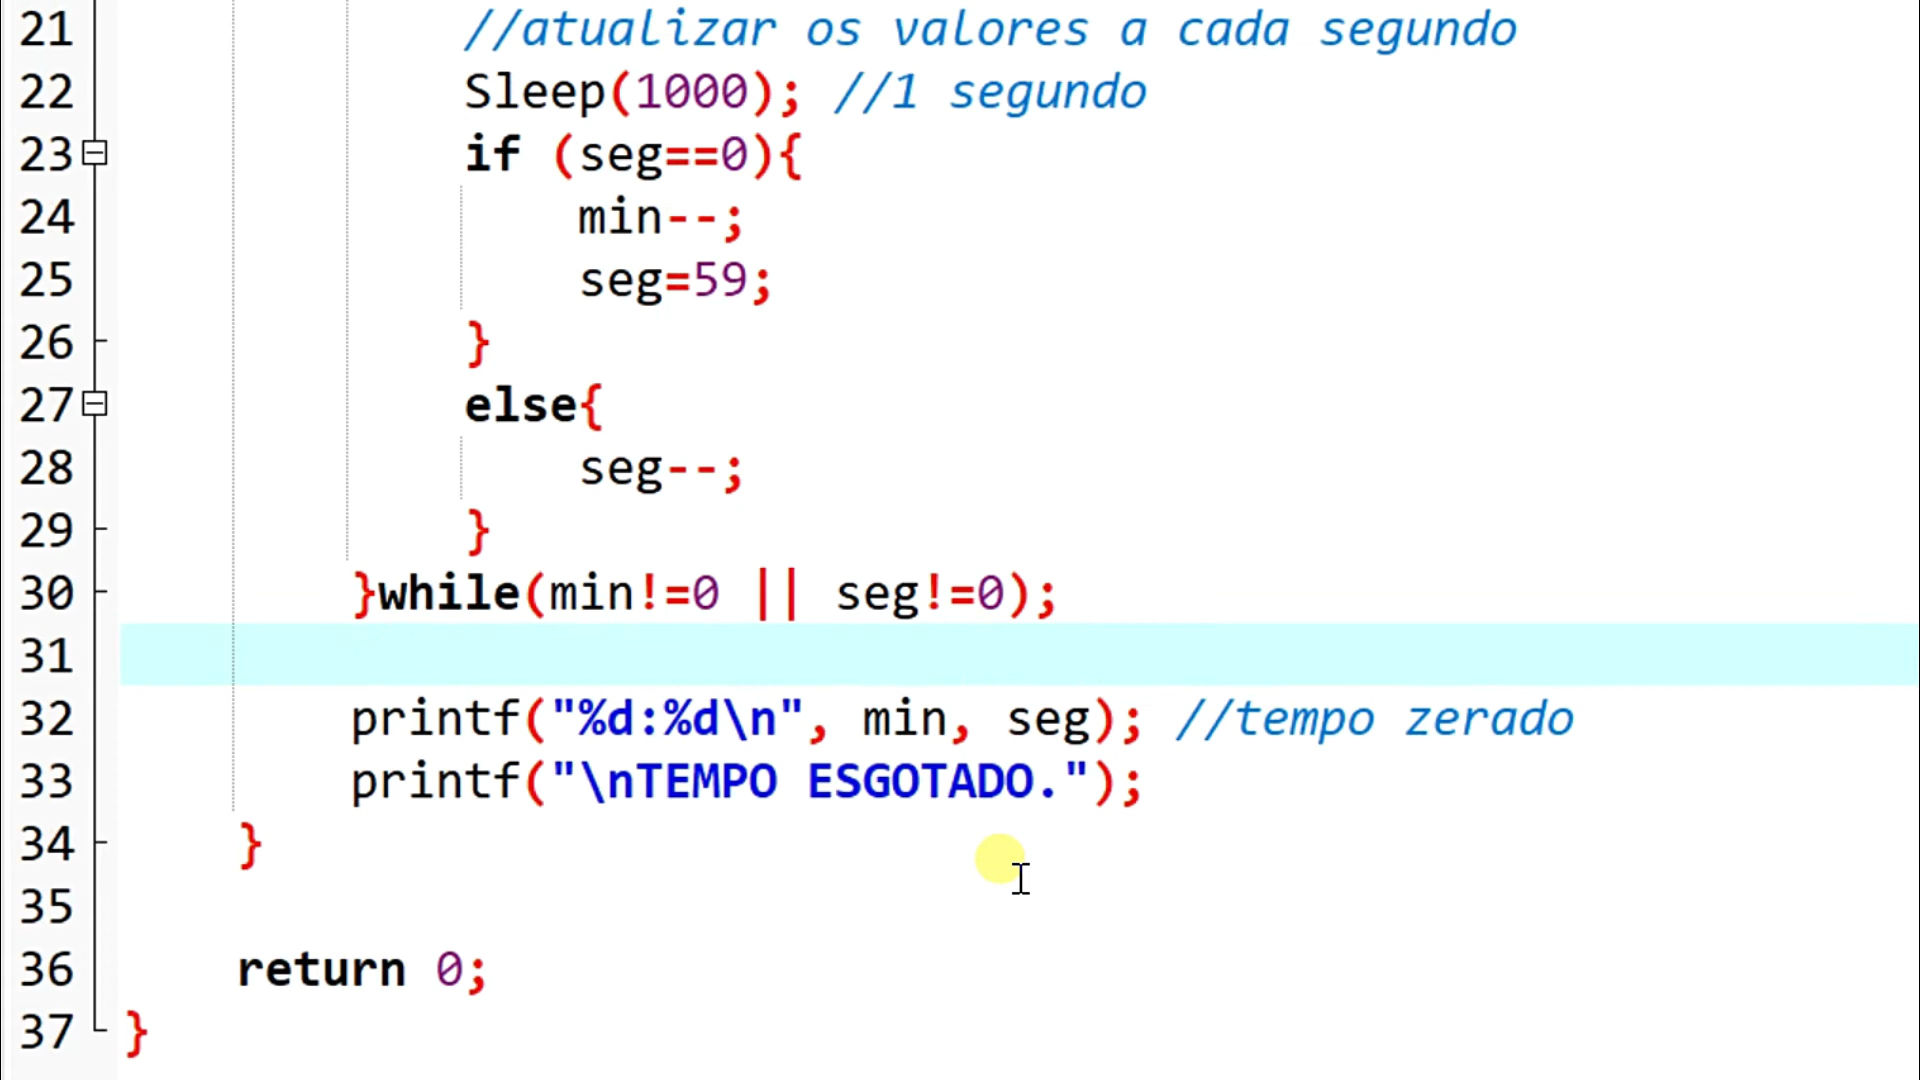 21 //atualizar os valores a cada segundo
22 Sleep(1000); //1 segundo
23 if (seg==0){
24 min--;
25 seg=59;
26 }
27 else{
28 seg--;
29 }
30 }while(min!=0 || seg!=0);
31
32 printf("%d:%d\n", min, seg); //tempo zerado
33 printf("\nTEMPO ESGOTADO.");
34 }
35
36 return 0;
37 }